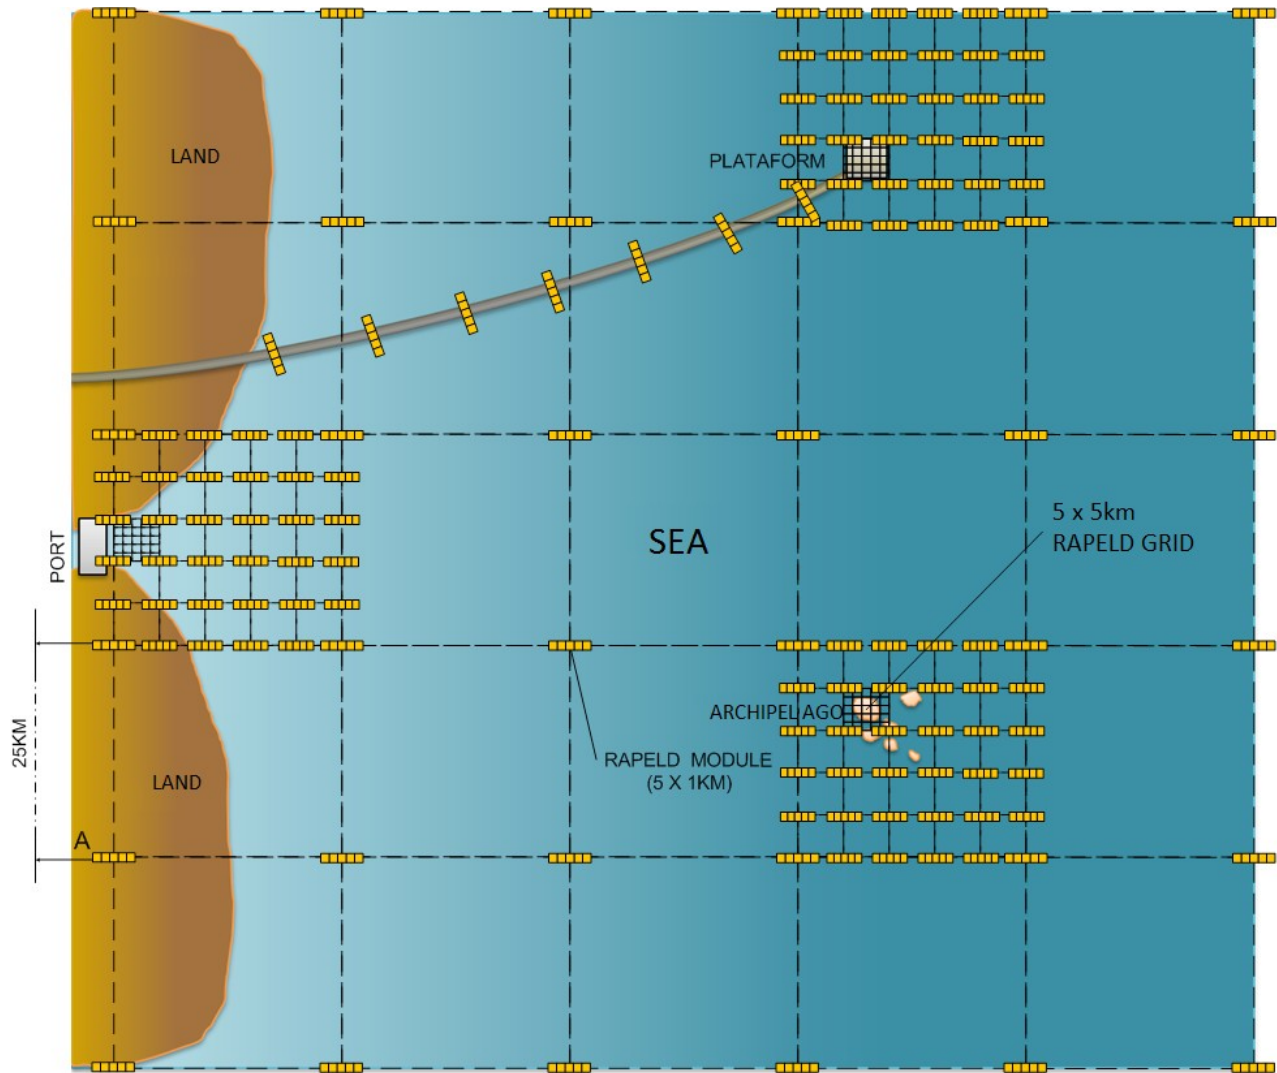 LAND
PLATAFORM
PORT
SEA
5 x 5km
RAPELD GRID
25KM
ARCHIPELAGO
RAPELD MODULE
(5 X 1KM)
LAND
A